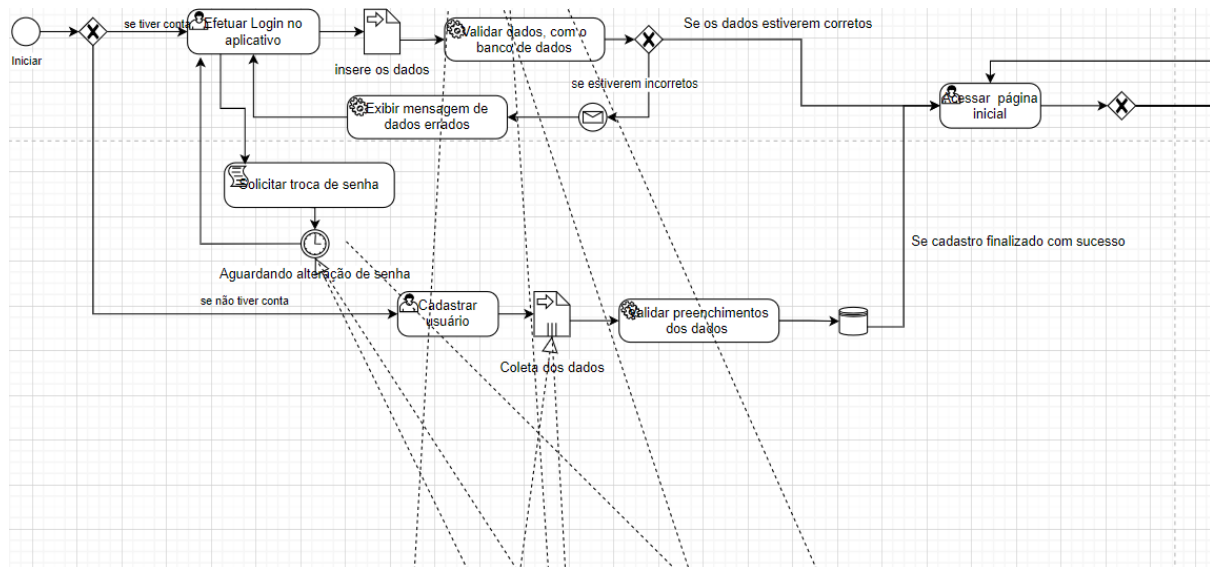 se tiver conta
Efetuar Login no
aplicativo
Iniciar
insere os dados
Validar dados, com o
banco de dados
Se os dados estiverem corretos
se estiverem incorretos
Exibir mensagem de
dados errados
Acessar página
inicial
Solicitar troca de senha
Aguardando alteração de senha
Se cadastro finalizado com sucesso
se não tiver conta
Cadastrar
usuário
Coleta dos dados
Validar preenchimentos
dos dados